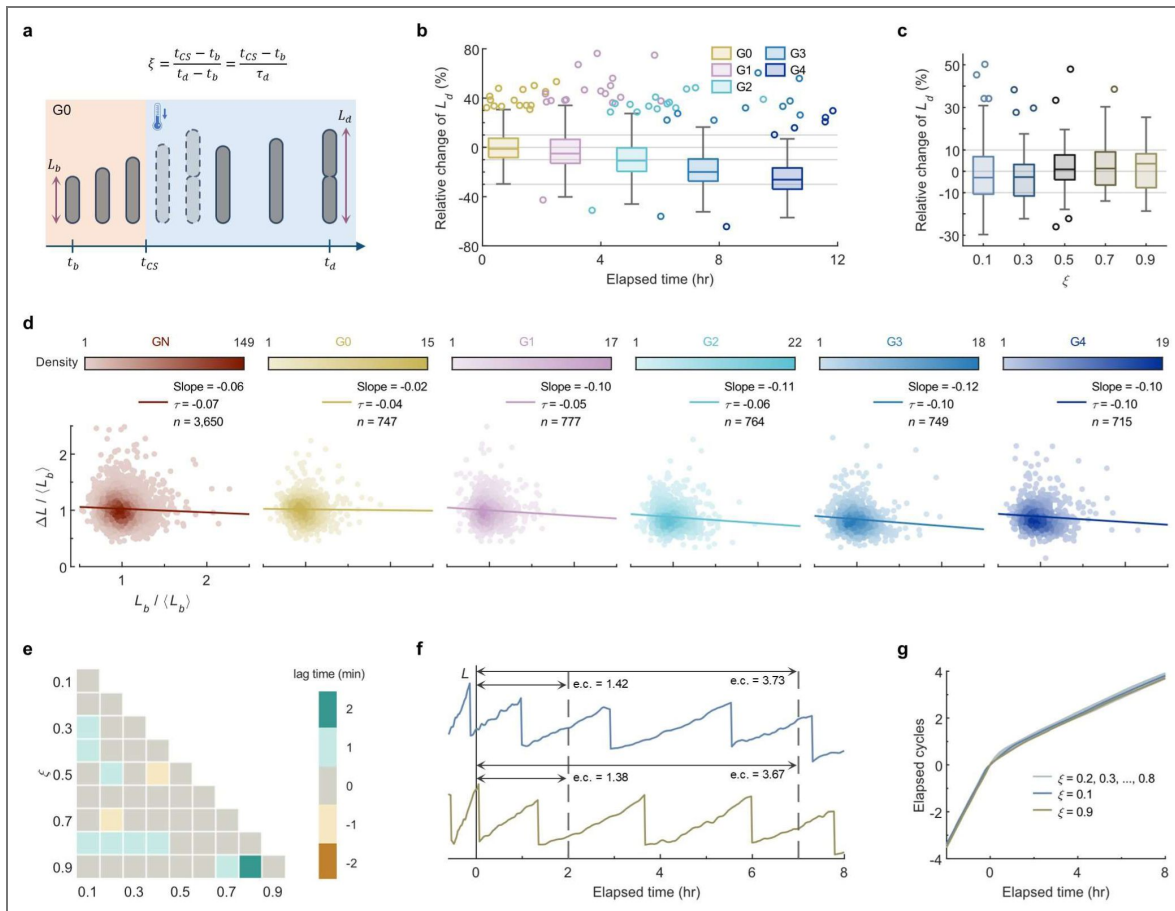 a
ξ = (t_CS − t_b) / (t_d − t_b) = (t_CS − t_b) / τ_d
G0
L_b
L_d
t_b
t_CS
t_d
b
Relative change of L_d (%)
80
40
0
-40
-80
0
4
8
12
Elapsed time (hr)
G0
G1
G2
G3
G4
c
Relative change of L_d (%)
50
30
10
0
-10
-30
0.1
0.3
0.5
0.7
0.9
ξ
d
Density
1 GN 149
1 G0 15
1 G1 17
1 G2 22
1 G3 18
1 G4 19
Slope = -0.06
τ = -0.07
n = 3,650
Slope = -0.02
τ = -0.04
n = 747
Slope = -0.10
τ = -0.05
n = 777
Slope = -0.11
τ = -0.06
n = 764
Slope = -0.12
τ = -0.10
n = 749
Slope = -0.10
τ = -0.10
n = 715
ΔL / ⟨L_b⟩
2
1
0
1
2
L_b / ⟨L_b⟩
e
ξ
0.1
0.3
0.5
0.7
0.9
0.1
0.3
0.5
0.7
0.9
lag time (min)
2
1
0
-1
-2
f
L
e.c. = 1.42
e.c. = 3.73
e.c. = 1.38
e.c. = 3.67
0
2
4
6
8
Elapsed time (hr)
g
Elapsed cycles
4
2
0
-4
0
4
8
Elapsed time (hr)
ξ = 0.2, 0.3, ..., 0.8
ξ = 0.1
ξ = 0.9